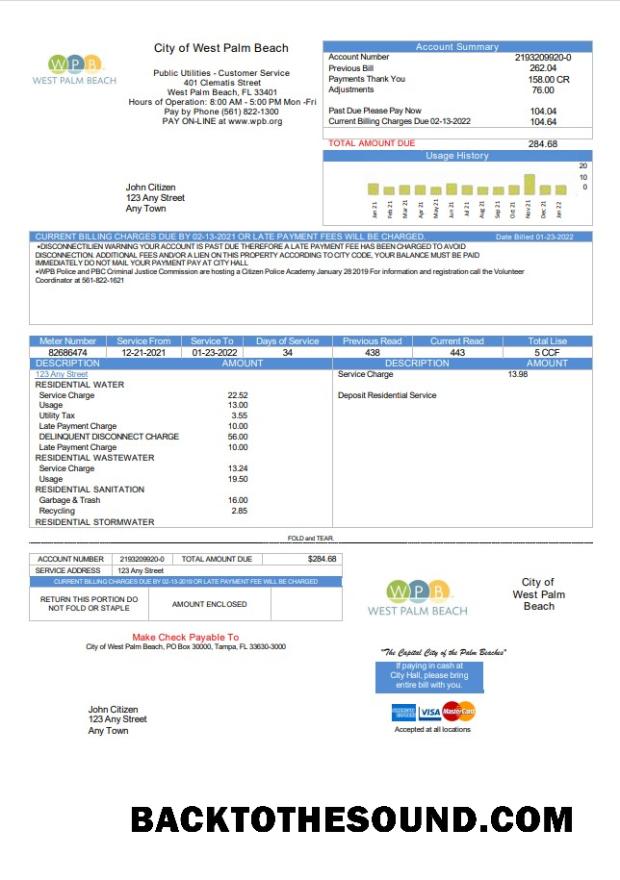 WPB
WEST PALM BEACH
City of West Palm Beach
Public Utilities - Customer Service
401 Clematis Street
West Palm Beach, FL 33401
Hours of Operation: 8:00 AM - 5:00 PM Mon -Fri
Pay by Phone (561) 822-1300
PAY ON-LINE at www.wpb.org
Account Summary
Account Number 2193209920-0
Previous Bill 262.04
Payments Thank You 158.00 CR
Adjustments 76.00
Past Due Please Pay Now 104.04
Current Billing Charges Due 02-13-2022 104.64
TOTAL AMOUNT DUE 284.68
Usage History
20
10
0
Jan 21 Feb 21 Mar 21 Apr 21 May 21 Jun 21 Jul 21 Aug 21 Sep 21 Oct 21 Nov 21 Dec 21 Jan 22
John Citizen
123 Any Street
Any Town
CURRENT BILLING CHARGES DUE BY 02-13-2021 OR LATE PAYMENT FEES WILL BE CHARGED. Date Billed 01-23-2022
•DISCONNECTILIEN WARNING YOUR ACCOUNT IS PAST DUE THEREFORE A LATE PAYMENT FEE HAS BEEN CHARGED TO AVOID
DISCONNECTION. ADDITIONAL FEES AND/OR A LIEN ON THIS PROPERTY ACCORDING TO CITY CODE, YOUR BALANCE MUST BE PAID
IMMEDIATELY DO NOT MAIL YOUR PAYMENT PAY AT CITY HALL
•WPB Police and PBC Criminal Justice Commission are hosting a Citizen Police Academy January 28 2019 For information and registration call the Volunteer
Coordinator at 561-822-1621
Meter Number Service From Service To Days of Service Previous Read Current Read Total Lise
82686474 12-21-2021 01-23-2022 34 438 443 5 CCF
DESCRIPTION AMOUNT DESCRIPTION AMOUNT
123 Any Street Service Charge 13.98
RESIDENTIAL WATER
Service Charge 22.52 Deposit Residential Service
Usage 13.00
Utility Tax 3.55
Late Payment Charge 10.00
DELINQUENT DISCONNECT CHARGE 56.00
Late Payment Charge 10.00
RESIDENTIAL WASTEWATER
Service Charge 13.24
Usage 19.50
RESIDENTIAL SANITATION
Garbage & Trash 16.00
Recycling 2.85
RESIDENTIAL STORMWATER
FOLD and TEAR.
ACCOUNT NUMBER 2193209920-0 TOTAL AMOUNT DUE $284.68
SERVICE ADDRESS 123 Any Street
CURRENT BILLING CHARGES DUE BY 02-13-2019 OR LATE PAYMENT FEE WILL BE CHARGED
RETURN THIS PORTION DO
NOT FOLD OR STAPLE
AMOUNT ENCLOSED
WPB.
WEST PALM BEACH
City of
West Palm
Beach
Make Check Payable To
City of West Palm Beach, PO Box 30000, Tampa, FL 33630-3000
"The Capital City of the Palm Beaches"
If paying in cash at
City Hall, please bring
entire bill with you.
John Citizen
123 Any Street
Any Town
AMERICAN EXPRESS VISA MasterCard
Accepted at all locations
BACKTOTHESOUND.COM